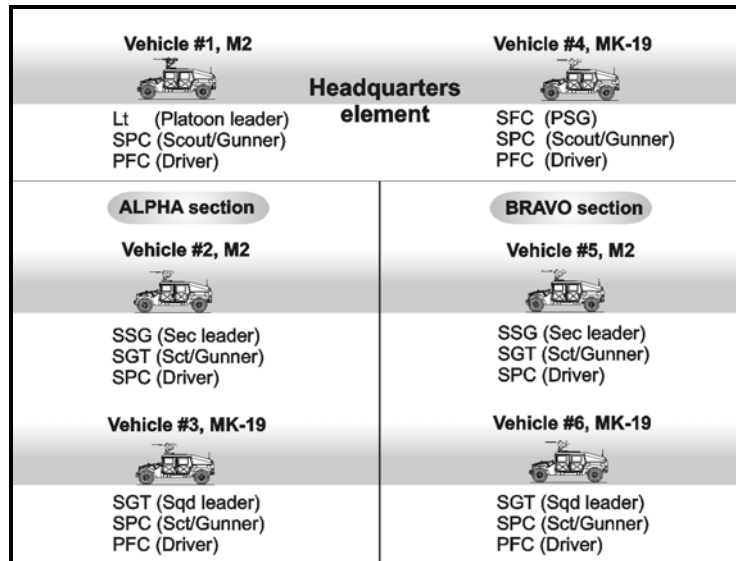 Vehicle #1, M2
Vehicle #4, MK-19
Headquarters
element
Lt (Platoon leader)
SPC (Scout/Gunner)
PFC (Driver)
SFC (PSG)
SPC (Scout/Gunner)
PFC (Driver)
ALPHA section
Vehicle #2, M2
SSG (Sec leader)
SGT (Sct/Gunner)
SPC (Driver)
Vehicle #3, MK-19
SGT (Sqd leader)
SPC (Sct/Gunner)
PFC (Driver)
BRAVO section
Vehicle #5, M2
SSG (Sec leader)
SGT (Sct/Gunner)
SPC (Driver)
Vehicle #6, MK-19
SGT (Sqd leader)
SPC (Sct/Gunner)
PFC (Driver)